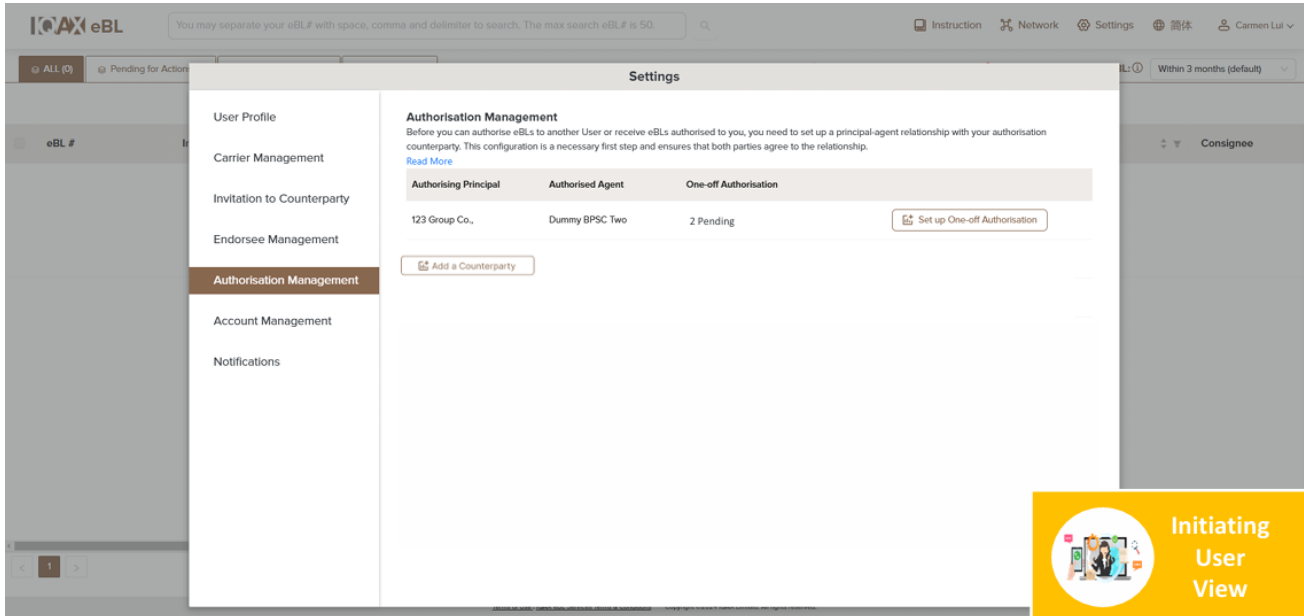 IQAX eBL
You may separate your eBL# with space, comma and delimiter to search. The max search eBL# is 50.
Instruction
Network
Settings
简体
Carmen Lui
ALL (0)
Pending for Action
Within 3 months (default)
Settings
eBL #
Consignee
User Profile
Carrier Management
Invitation to Counterparty
Endorsee Management
Authorisation Management
Account Management
Notifications
Authorisation Management
Before you can authorise eBLs to another User or receive eBLs authorised to you, you need to set up a principal-agent relationship with your authorisation
counterparty. This configuration is a necessary first step and ensures that both parties agree to the relationship.
Read More
Authorising Principal Authorised Agent One-off Authorisation
123 Group Co., Dummy BPSC Two 2 Pending Set up One-off Authorisation
Add a Counterparty
1
Initiating
User
View